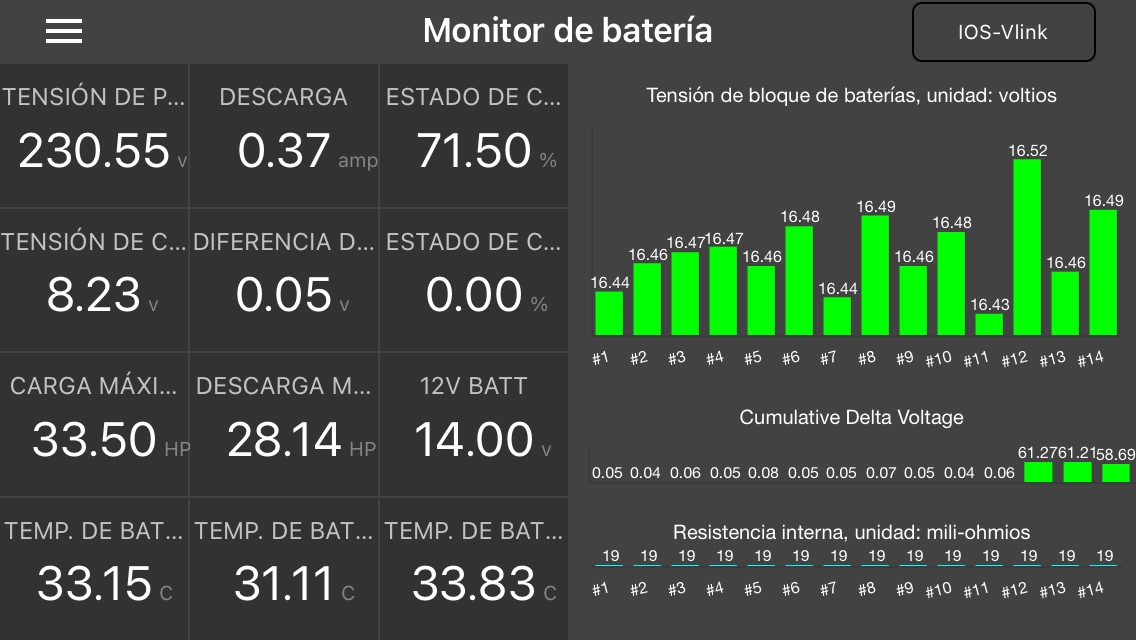 Monitor de batería
IOS-Vlink
TENSIÓN DE P...
230.55 v
DESCARGA
0.37 amp
ESTADO DE C...
71.50 %
TENSIÓN DE C...
8.23 v
DIFERENCIA D...
0.05 v
ESTADO DE C...
0.00 %
CARGA MÁXI...
33.50 HP
DESCARGA M...
28.14 HP
12V BATT
14.00 v
TEMP. DE BAT...
33.15 C
TEMP. DE BAT...
31.11 C
TEMP. DE BAT...
33.83 C
Tensión de bloque de baterías, unidad: voltios
16.44 16.46 16.47 16.47 16.46 16.48 16.44 16.49 16.46 16.48 16.43 16.52 16.46 16.49
#1 #2 #3 #4 #5 #6 #7 #8 #9 #10 #11 #12 #13 #14
Cumulative Delta Voltage
0.05 0.04 0.06 0.05 0.08 0.05 0.05 0.07 0.05 0.04 0.06 61.27 61.21 58.69
Resistencia interna, unidad: mili-ohmios
19 19 19 19 19 19 19 19 19 19 19 19 19 19
#1 #2 #3 #4 #5 #6 #7 #8 #9 #10 #11 #12 #13 #14